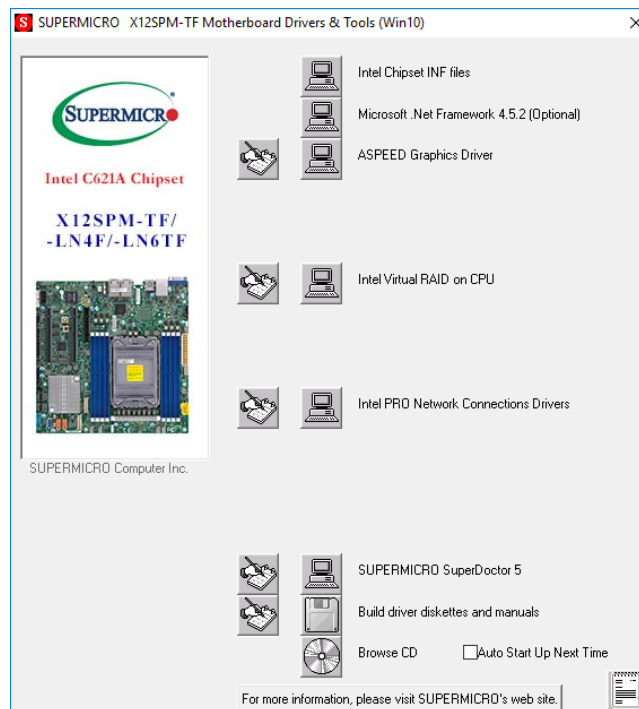 SUPERMICRO X12SPM-TF Motherboard Drivers & Tools (Win10)
SUPERMICR
Intel C621A Chipset
X12SPM-TF/
-LN4F/-LN6TF
SUPERMICRO Computer Inc.
Intel Chipset INF files
Microsoft .Net Framework 4.5.2 (Optional)
ASPEED Graphics Driver
Intel Virtual RAID on CPU
Intel PRO Network Connections Drivers
SUPERMICRO SuperDoctor 5
Build driver diskettes and manuals
Browse CD
Auto Start Up Next Time
For more information, please visit SUPERMICRO's web site.